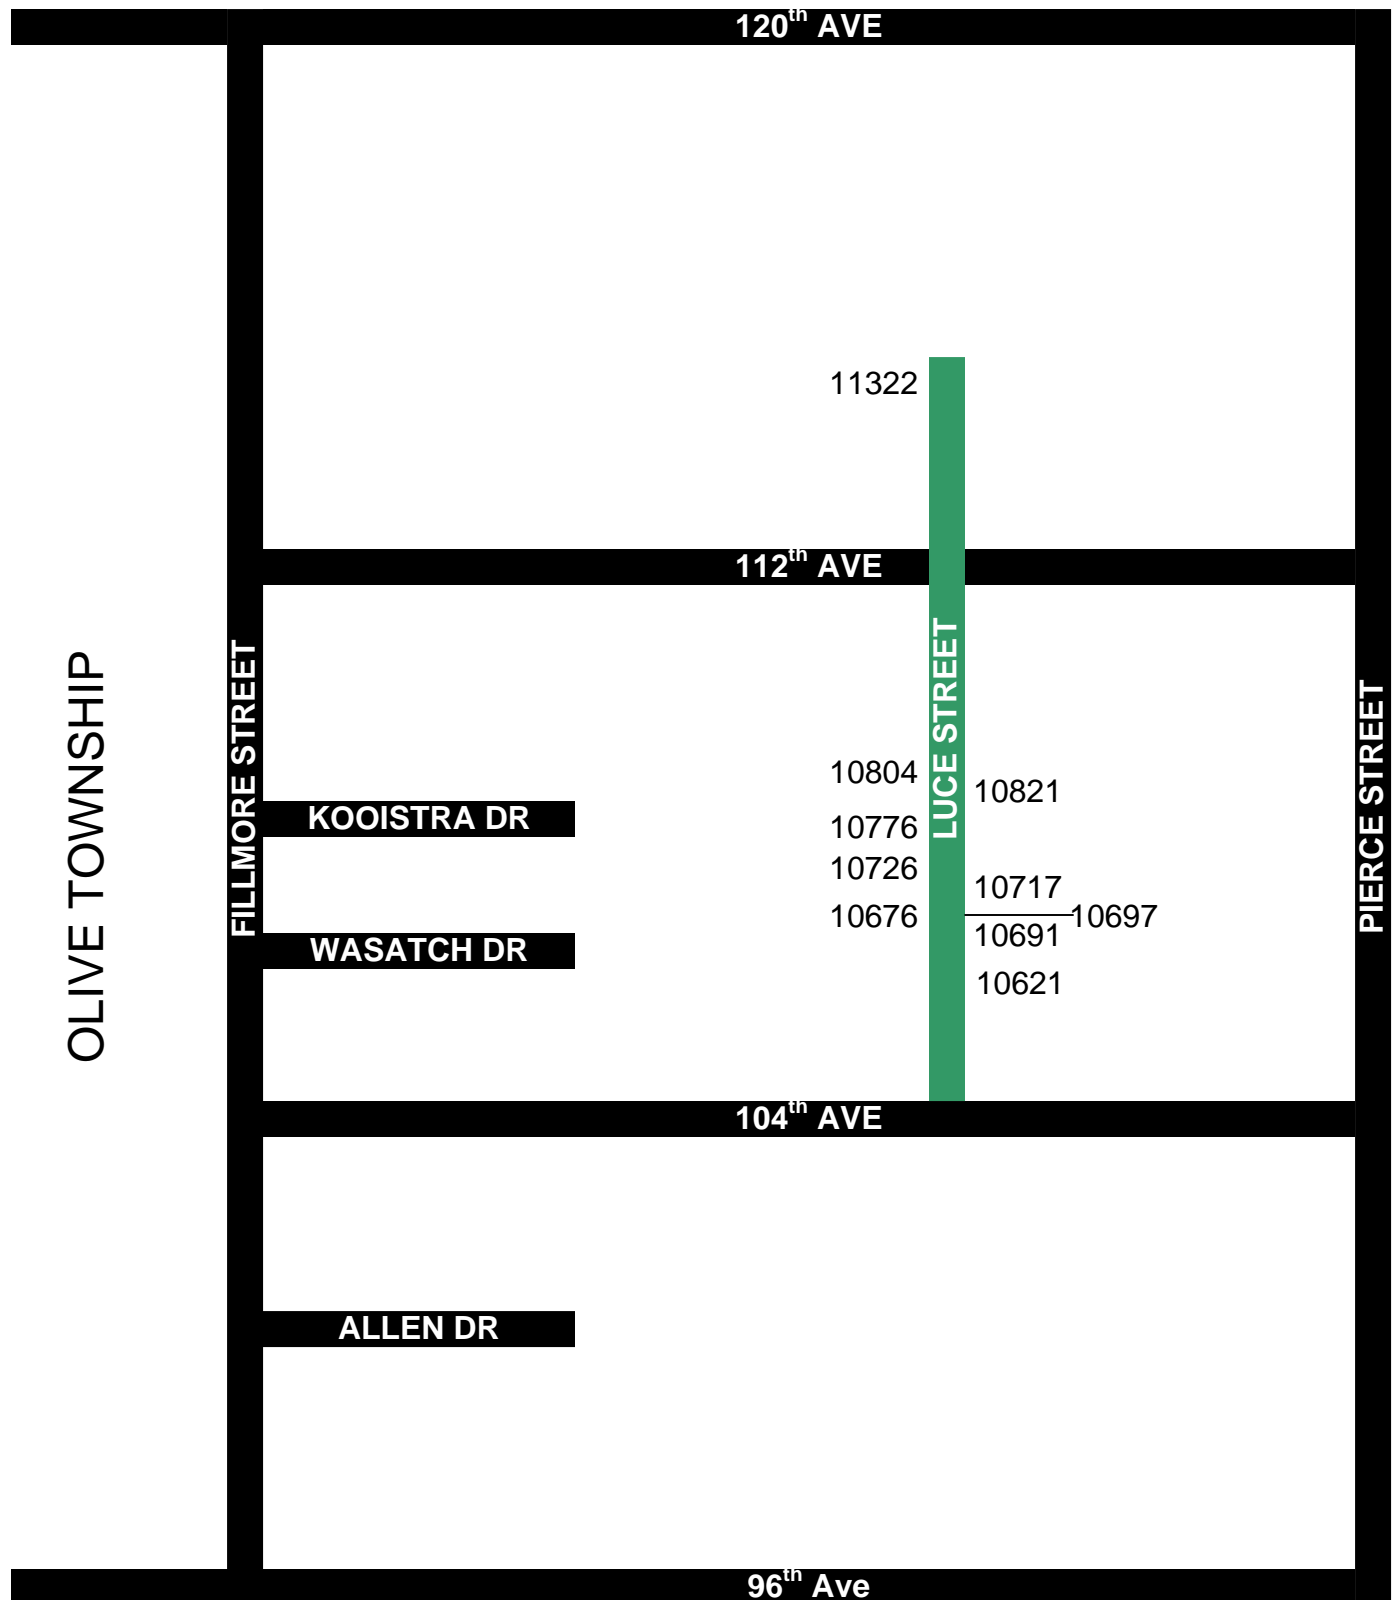 120th AVE
11322
112th AVE
LUCE STREET
FILLMORE STREET
OLIVE TOWNSHIP
PIERCE STREET
10804
10821
KOOISTRA DR
10776
10726
10717
10676
10697
10691
WASATCH DR
10621
104th AVE
ALLEN DR
96th Ave